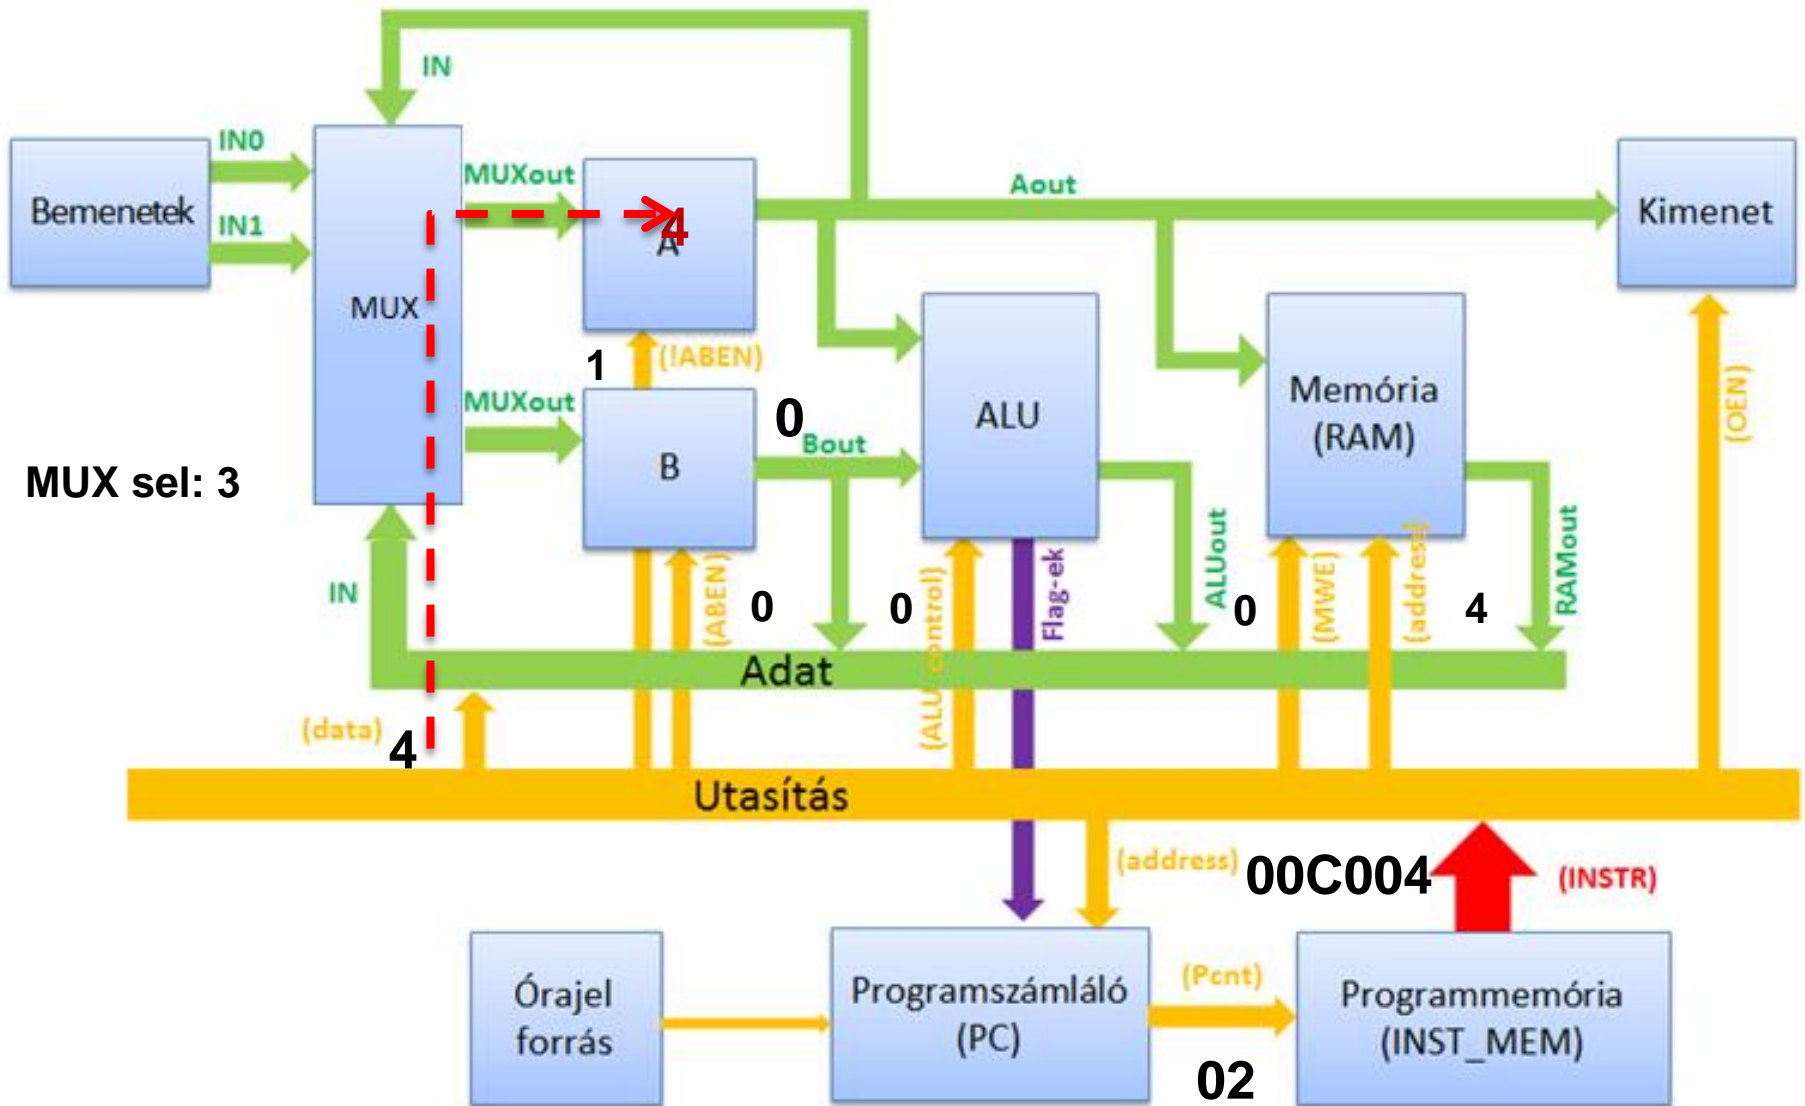 IN
IN0
IN1
Bemenetek
MUX
MUXout
4
A
Aout
Kimenet
1
(!ABEN)
MUXout
B
0
Bout
ALU
Memória
(RAM)
(OEN)
MUX sel: 3
IN
(ABEN)
0
0
(ALU control)
Flag-ek
ALUout
0
(MWE)
(address)
4
RAMout
Adat
(data)
4
Utasítás
(address)
00C004
(INSTR)
Órajel
forrás
Programszámláló
(PC)
(Pcnt)
02
Programmemória
(INST_MEM)